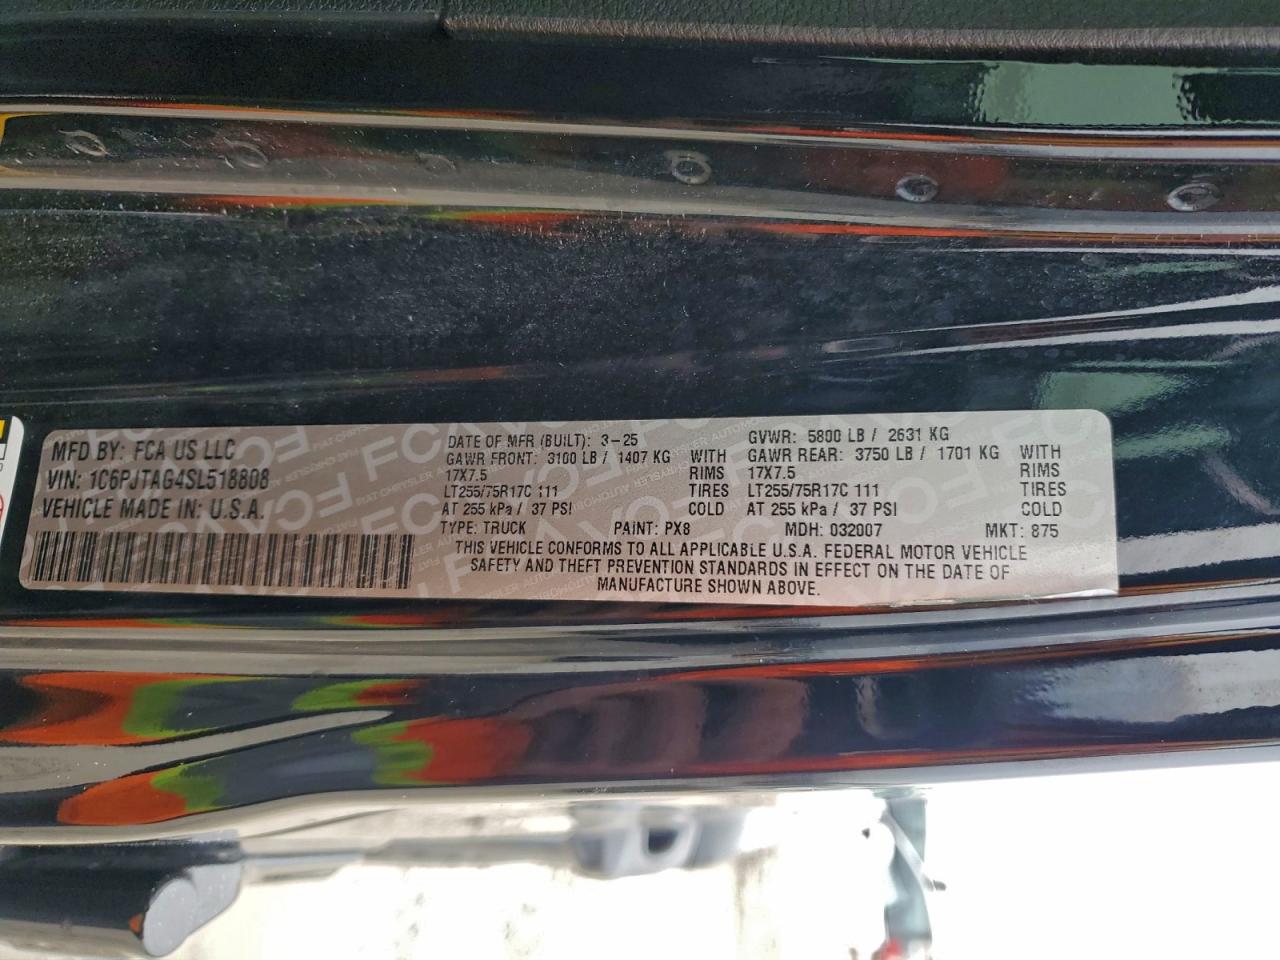 MFD BY: FCA US LLC
VIN: 1C6PJTAG4SL518808
VEHICLE MADE IN: U.S.A.
DATE OF MFR (BUILT): 3-25
GAWR FRONT: 3100 LB / 1407 KG WITH
17X7.5 RIMS
LT255/75R17C 111 TIRES
AT 255 kPa / 37 PSI COLD
GVWR: 5800 LB / 2631 KG
GAWR REAR: 3750 LB / 1701 KG WITH
17X7.5 RIMS
LT255/75R17C 111 TIRES
AT 255 kPa / 37 PSI COLD
TYPE: TRUCK PAINT: PX8 MDH: 032007 MKT: 875
THIS VEHICLE CONFORMS TO ALL APPLICABLE U.S.A. FEDERAL MOTOR VEHICLE
SAFETY AND THEFT PREVENTION STANDARDS IN EFFECT ON THE DATE OF
MANUFACTURE SHOWN ABOVE.